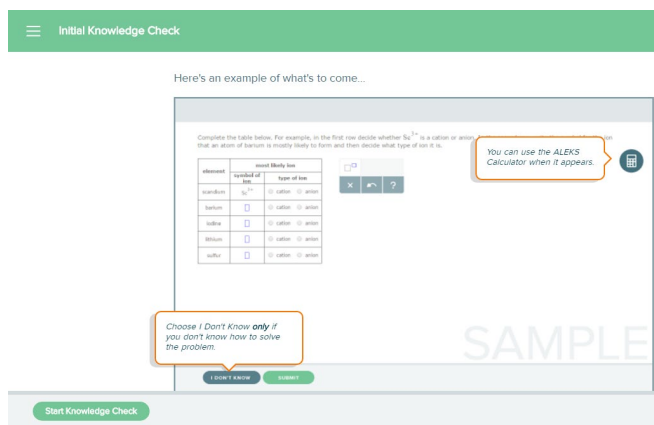 Initial Knowledge Check
Here's an example of what's to come...
Complete the table below. For example, in the first row decide whether Sc³⁺ is a cation or anion.
ion
that an atom of barium is mostly likely to form and then decide what type of ion it is.
You can use the ALEKS
Calculator when it appears.
element
most likely ion
symbol of
ion
type of ion
scandium Sc³⁺ cation anion
barium cation anion
iodine cation anion
lithium cation anion
sulfur cation anion
× ?
Choose I Don't Know only if
you don't know how to solve
the problem.
SAMPLE
I DON'T KNOW SUBMIT
Start Knowledge Check